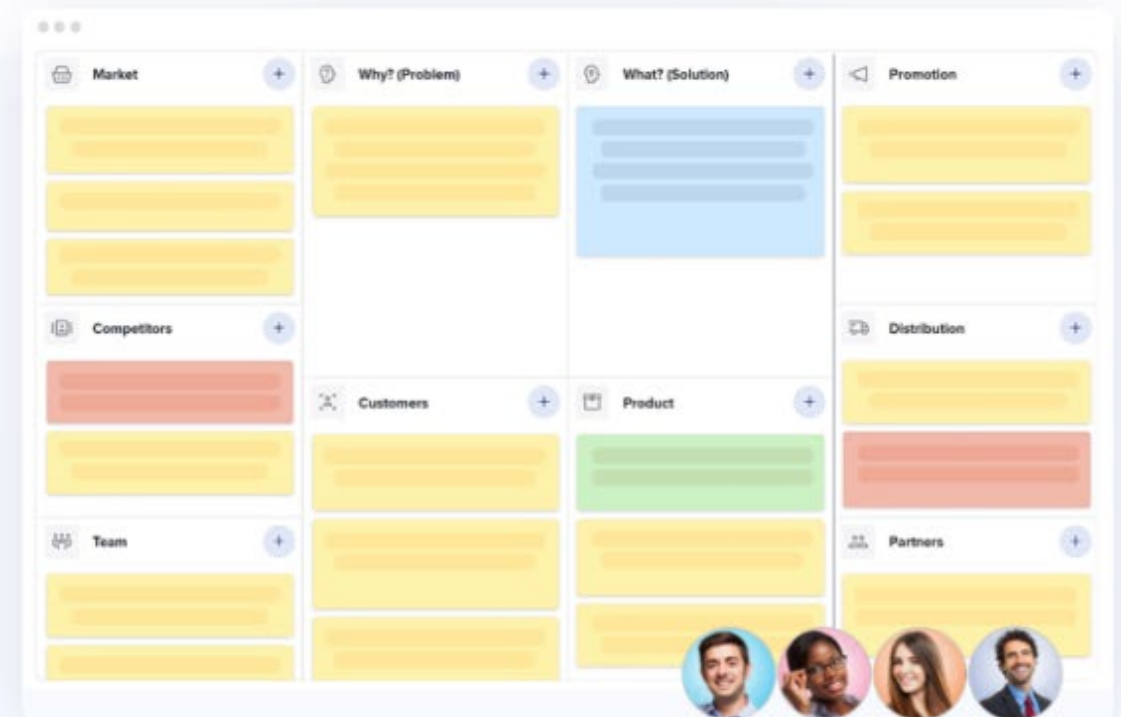 Market
Why? (Problem)
What? (Solution)
Promotion
Competitors
Distribution
Customers
Product
Team
Partners